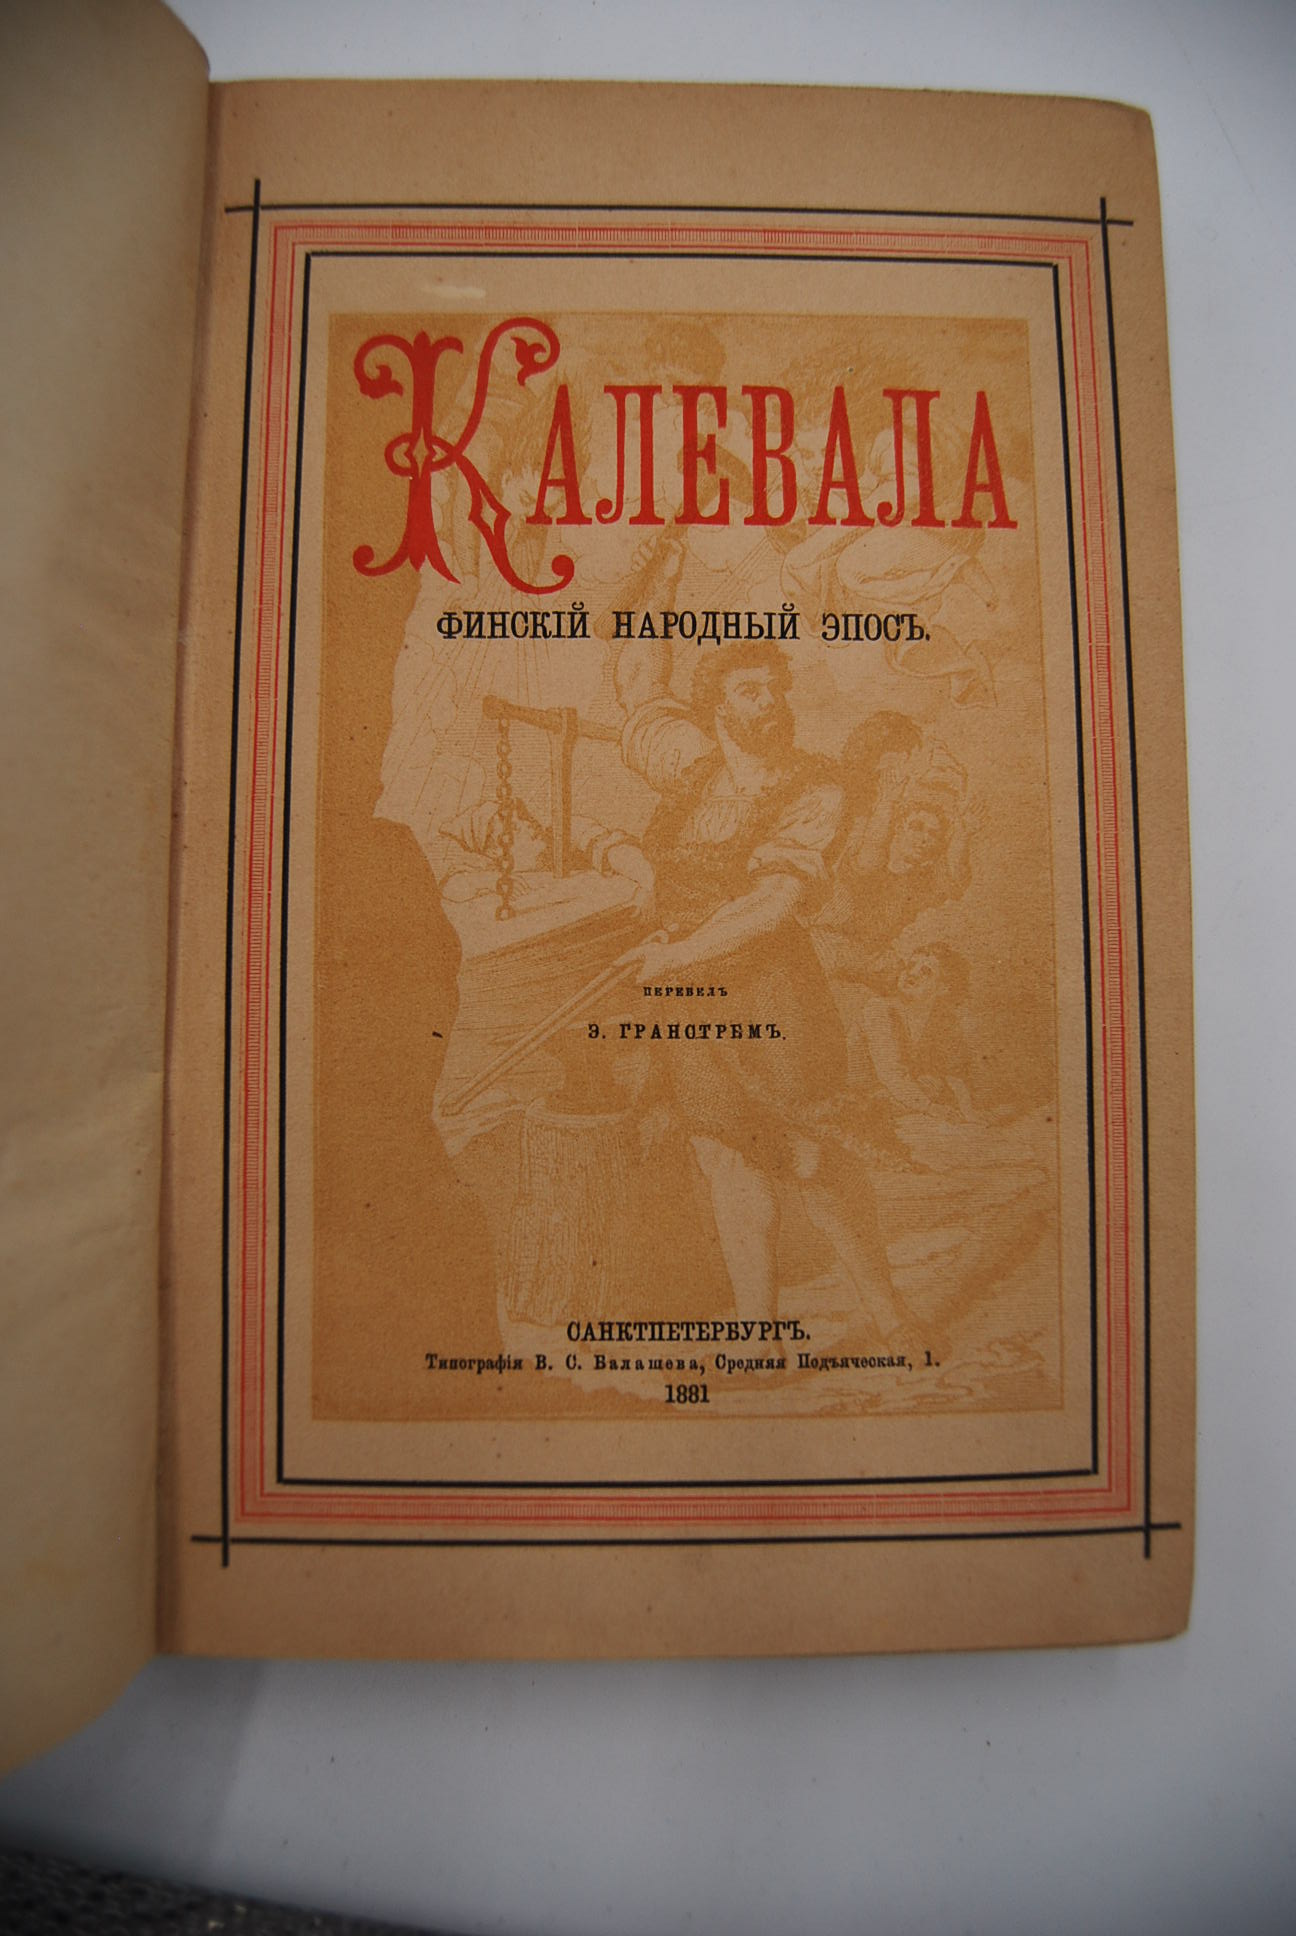 КАЛЕВАЛА
ФИНСКІЙ НАРОДНЫЙ ЭПОСЪ.
ПЕРЕВЕЛЪ
Э. ГРАНСТРЕМЪ.
САНКТПЕТЕРБУРГЪ.
Типографія В. С. Балашева, Средняя Подъяческая, 1.
1881